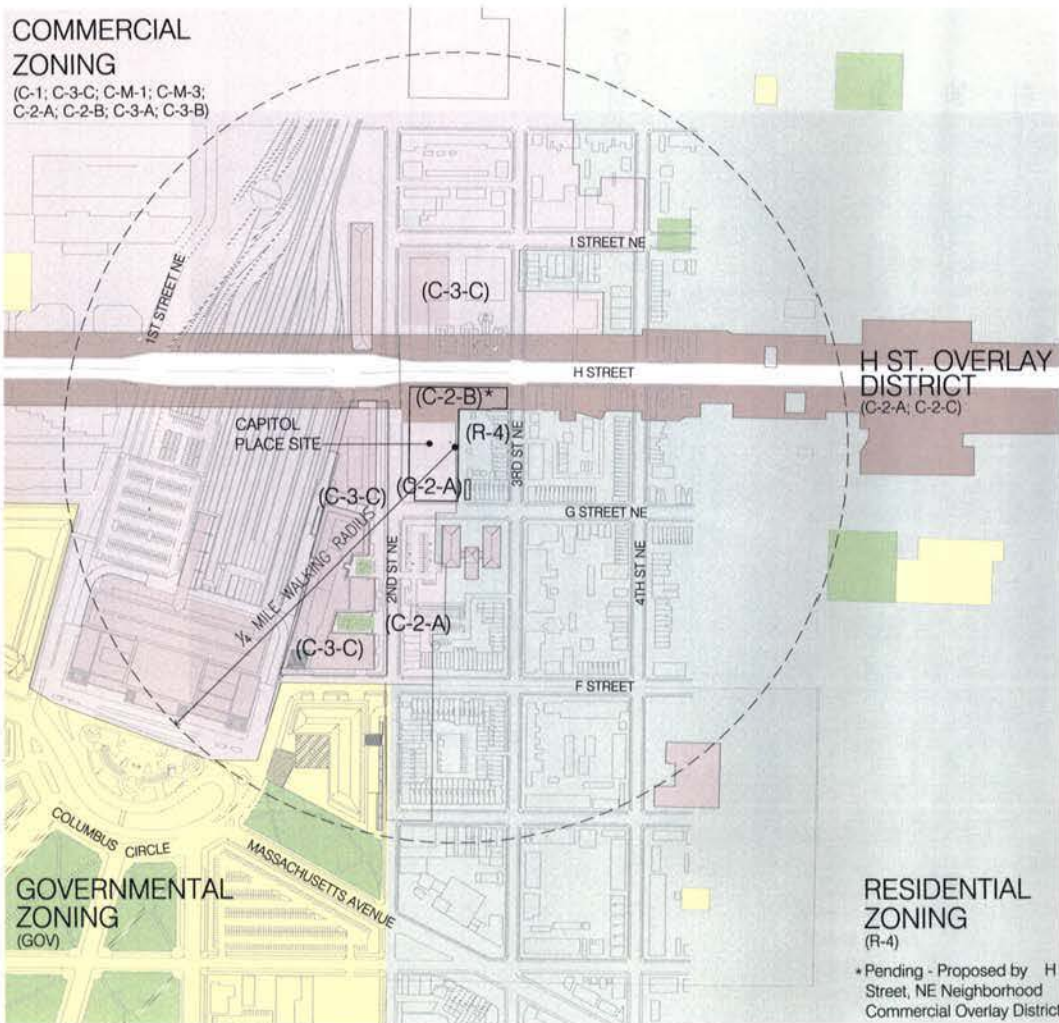 COMMERCIAL
ZONING
(C-1; C-3-C; C-M-1; C-M-3;
C-2-A; C-2-B; C-3-A; C-3-B)
I STREET NE
1ST STREET NE
(C-3-C)
H STREET
H ST. OVERLAY
DISTRICT
(C-2-A; C-2-C)
(C-2-B)*
CAPITOL
PLACE SITE
(R-4)
3RD ST NE
(C-3-C)
(C-2-A)
G STREET NE
1/4 MILE WALKING RADIUS
2ND ST NE
4TH ST NE
(C-2-A)
(C-3-C)
F STREET
COLUMBUS CIRCLE
MASSACHUSETTS AVENUE
GOVERNMENTAL
ZONING
(GOV)
RESIDENTIAL
ZONING
(R-4)
*Pending - Proposed by H
Street, NE Neighborhood
Commercial Overlay District